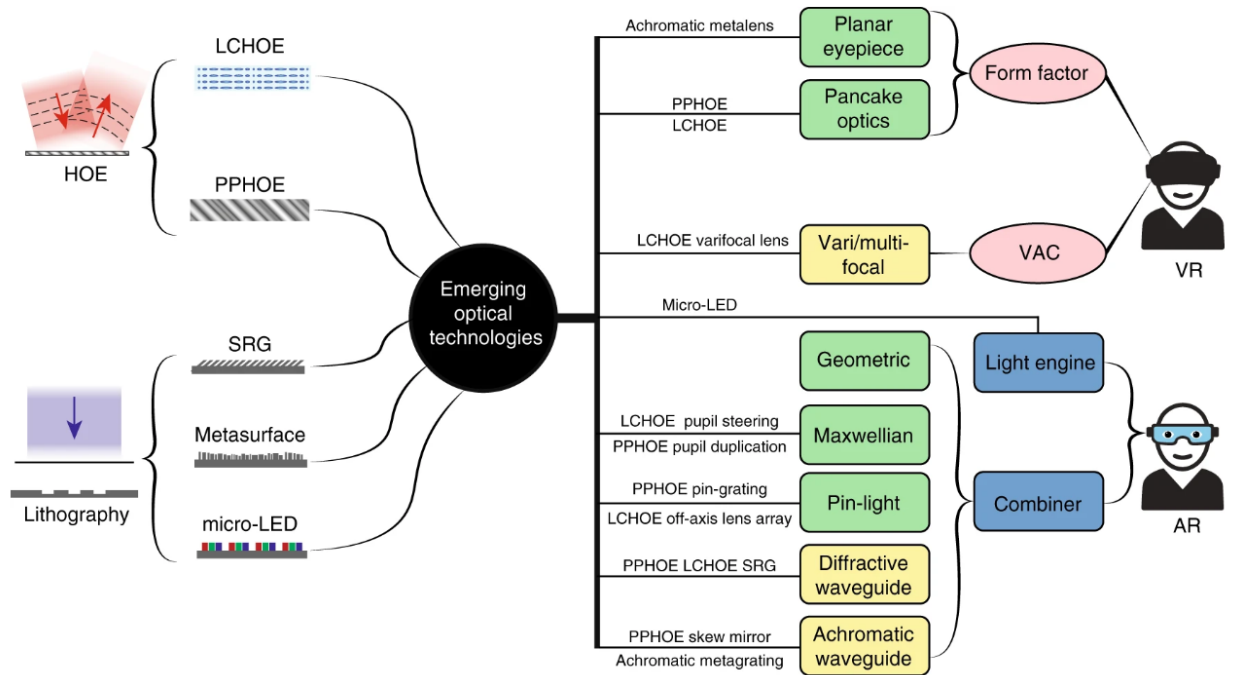 LCHOE
HOE
PPHOE
SRG
Metasurface
Lithography
micro-LED
Emerging
optical
technologies
Achromatic metalens
Planar
eyepiece
PPHOE
LCHOE
Pancake
optics
Form factor
LCHOE varifocal lens
Vari/multi-
focal
VAC
VR
Micro-LED
Light engine
Geometric
LCHOE pupil steering
PPHOE pupil duplication
Maxwellian
PPHOE pin-grating
LCHOE off-axis lens array
Pin-light
Combiner
AR
PPHOE LCHOE SRG
Diffractive
waveguide
PPHOE skew mirror
Achromatic metagrating
Achromatic
waveguide